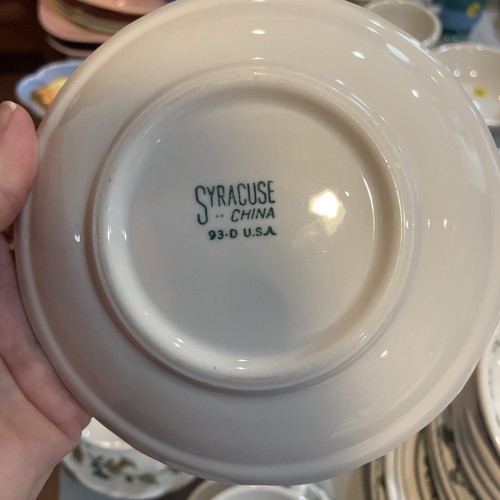 SYRACUSE
·· CHINA
93-D U.S.A.